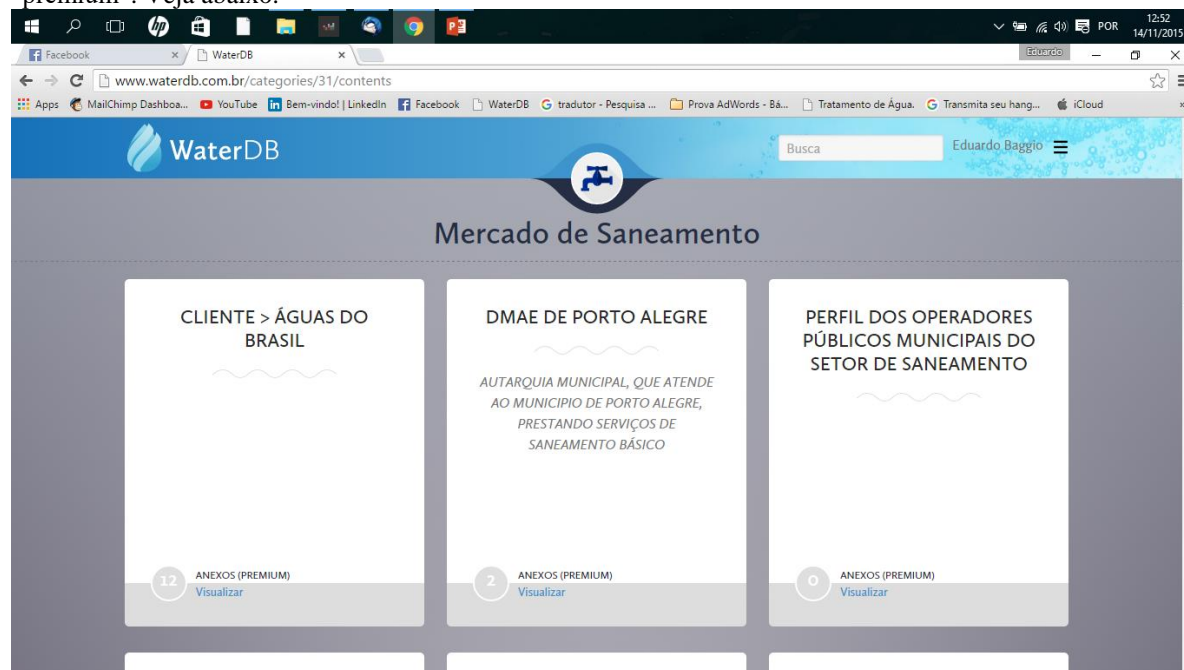 premium". Veja abaixo.
hp
POR
12:52
14/11/2015
Facebook
WaterDB
Eduardo
www.waterdb.com.br/categories/31/contents
Apps MailChimp Dashboa... YouTube Bem-vindo! | LinkedIn Facebook WaterDB tradutor - Pesquisa ... Prova AdWords - Bá... Tratamento de Água. Transmita seu hang... iCloud
WaterDB
Busca
Eduardo Baggio
Mercado de Saneamento
CLIENTE > ÁGUAS DO
BRASIL
12
ANEXOS (PREMIUM)
Visualizar
DMAE DE PORTO ALEGRE
AUTARQUIA MUNICIPAL, QUE ATENDE
AO MUNICIPIO DE PORTO ALEGRE,
PRESTANDO SERVIÇOS DE
SANEAMENTO BÁSICO
2
ANEXOS (PREMIUM)
Visualizar
PERFIL DOS OPERADORES
PÚBLICOS MUNICIPAIS DO
SETOR DE SANEAMENTO
0
ANEXOS (PREMIUM)
Visualizar